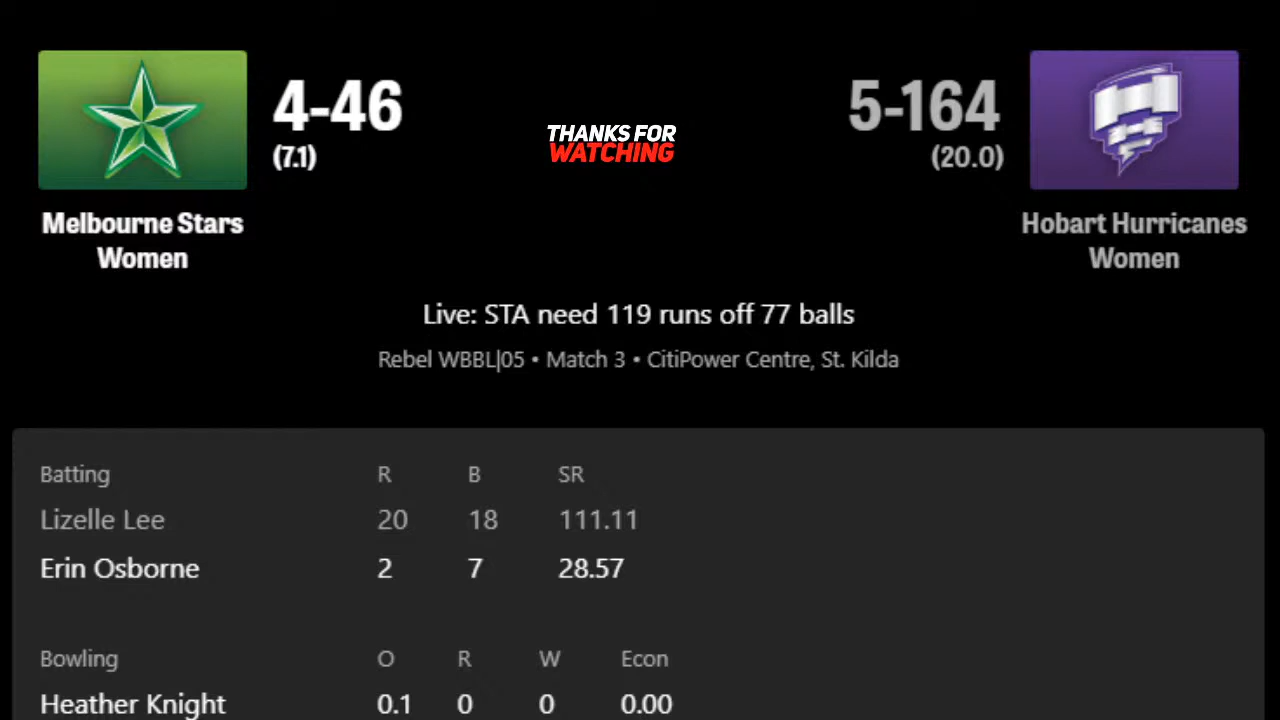 4-46
(7.1)
THANKS FOR
WATCHING
5-164
(20.0)
Melbourne Stars
Women
Hobart Hurricanes
Women
Live: STA need 119 runs off 77 balls
Rebel WBBL|05 • Match 3 • CitiPower Centre, St. Kilda
Batting R B SR
Lizelle Lee 20 18 111.11
Erin Osborne 2 7 28.57
Bowling O R W Econ
Heather Knight 0.1 0 0 0.00